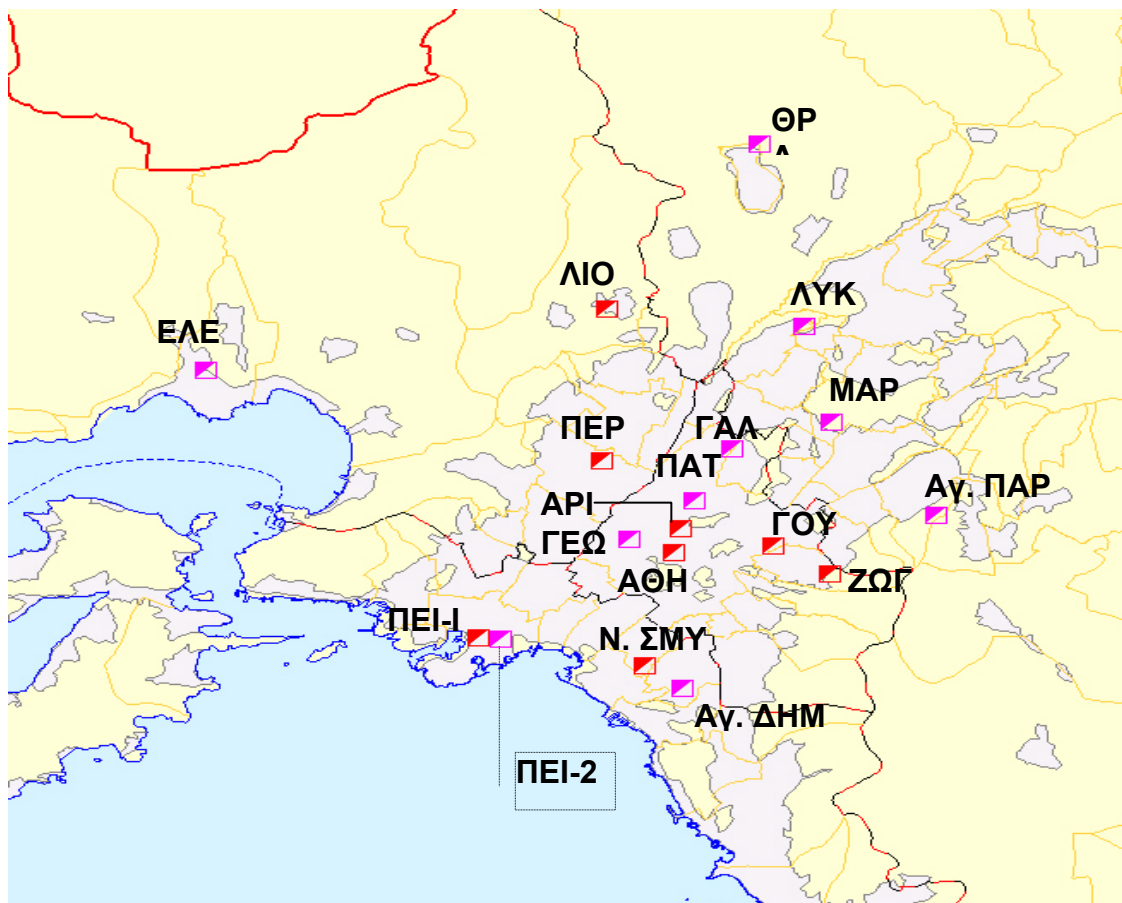 ΘΡ
ΛΙΟ
ΛΥΚ
ΕΛΕ
ΜΑΡ
ΠΕΡ
ΓΑΛ
ΠΑΤ
Αγ. ΠΑΡ
ΑΡΙ
ΓΟΥ
ΓΕΩ
ΑΘΗ
ΖΩΓ
ΠΕΙ-Ι
Ν. ΣΜΥ
Αγ. ΔΗΜ
ΠΕΙ-2